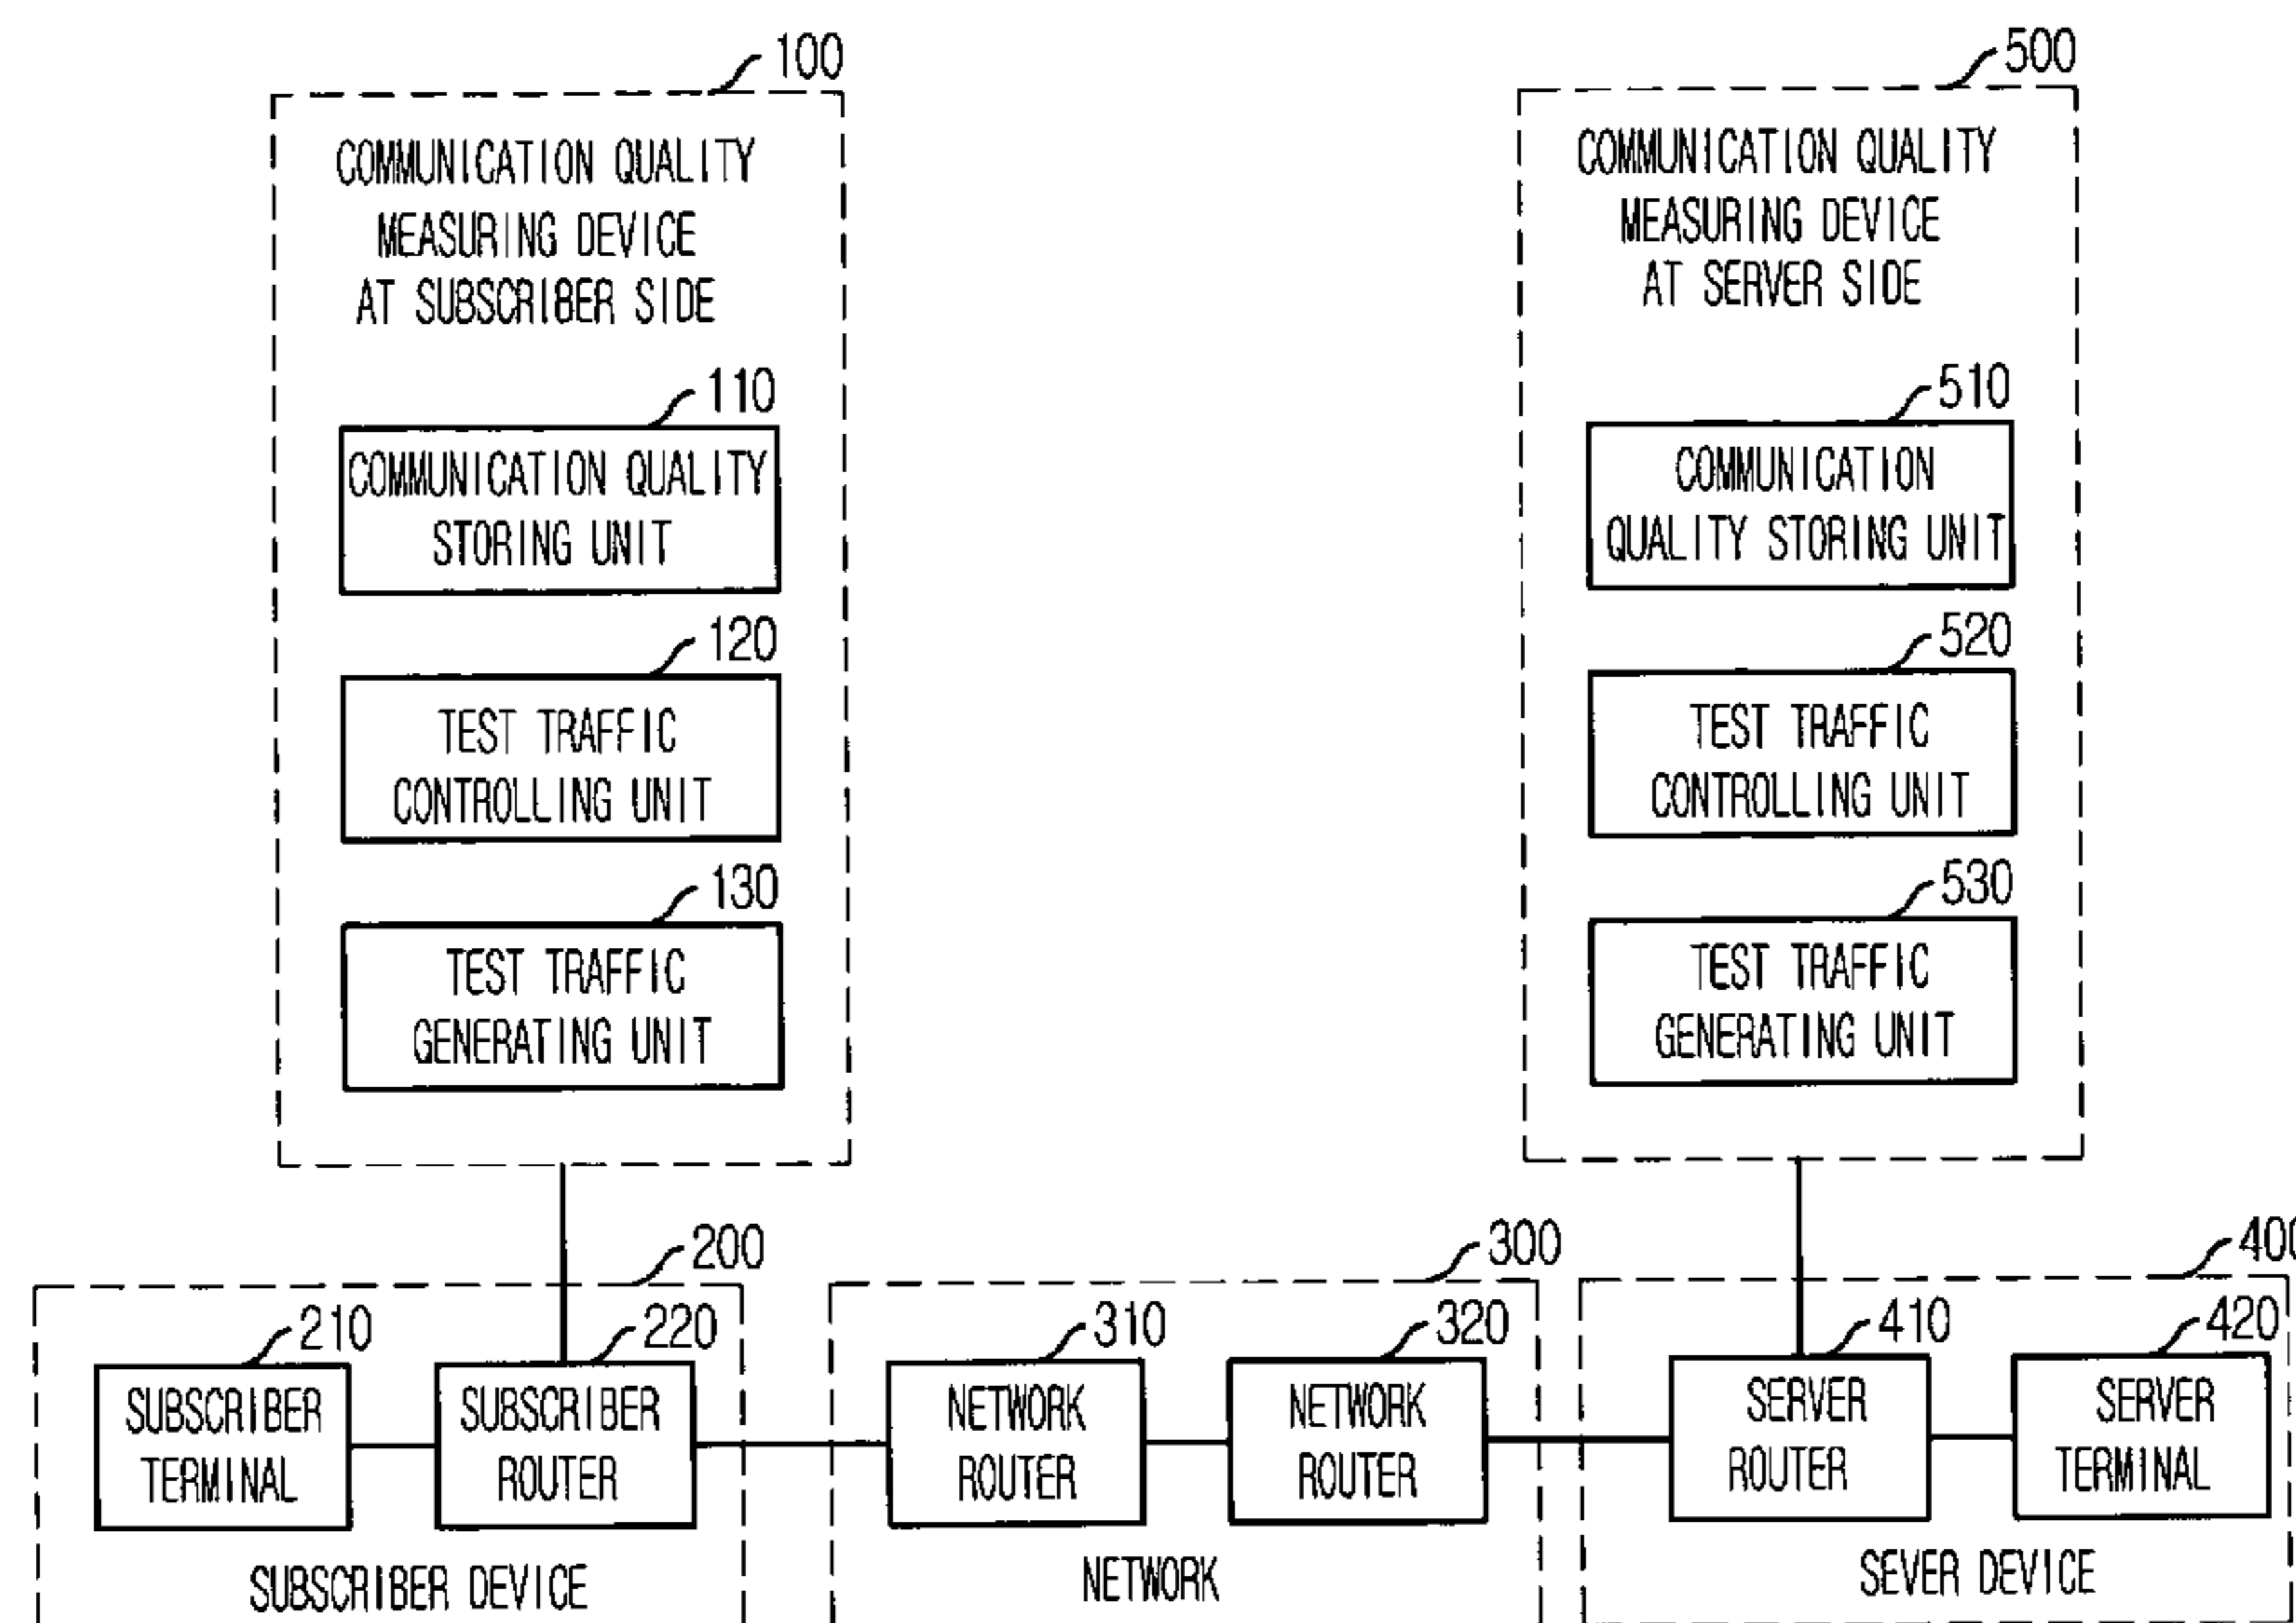 100
COMMUNICATION QUALITY
MEASURING DEVICE
AT SUBSCRIBER SIDE
110
COMMUNICATION QUALITY
STORING UNIT
120
TEST TRAFFIC
CONTROLLING UNIT
130
TEST TRAFFIC
GENERATING UNIT
500
COMMUNICATION QUALITY
MEASURING DEVICE
AT SERVER SIDE
510
COMMUNICATION
QUALITY STORING UNIT
520
TEST TRAFFIC
CONTROLLING UNIT
530
TEST TRAFFIC
GENERATING UNIT
200
210
SUBSCRIBER
TERMINAL
220
SUBSCRIBER
ROUTER
SUBSCRIBER DEVICE
300
310
NETWORK
ROUTER
320
NETWORK
ROUTER
NETWORK
400
410
SERVER
ROUTER
420
SERVER
TERMINAL
SEVER DEVICE